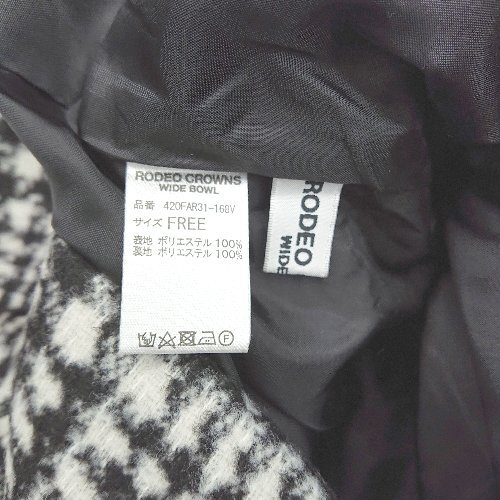 RODEO CROWNS
WIDE BOWL
品番 420FAR31-160V
サイズ FREE
表地 ポリエステル 100%
裏地 ポリエステル 100%
F
RODEO
WIDE